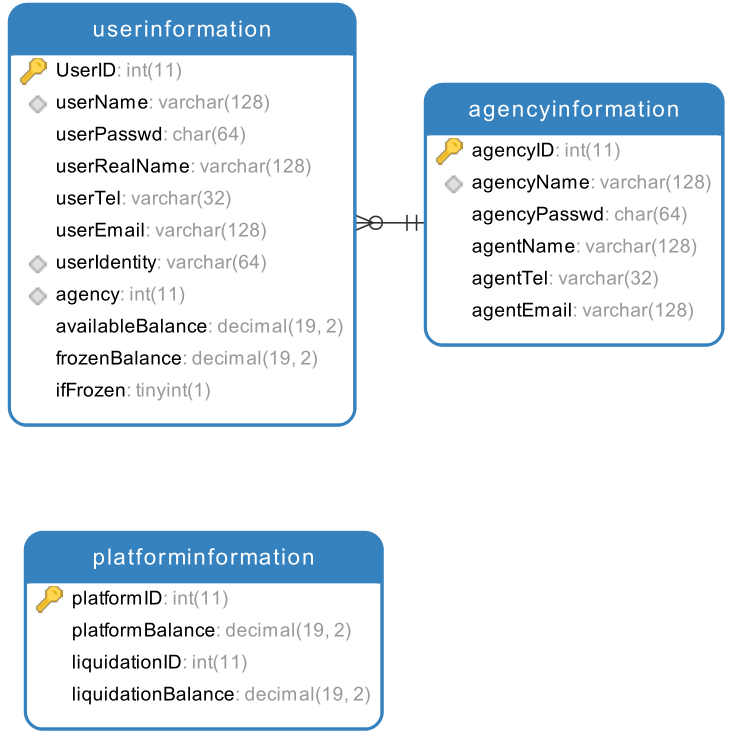 userinformation
UserID: int(11)
userName: varchar(128)
userPasswd: char(64)
userRealName: varchar(128)
userTel: varchar(32)
userEmail: varchar(128)
userIdentity: varchar(64)
agency: int(11)
availableBalance: decimal(19, 2)
frozenBalance: decimal(19, 2)
ifFrozen: tinyint(1)
agencyinformation
agencyID: int(11)
agencyName: varchar(128)
agencyPasswd: char(64)
agentName: varchar(128)
agentTel: varchar(32)
agentEmail: varchar(128)
platforminformation
platformID: int(11)
platformBalance: decimal(19, 2)
liquidationID: int(11)
liquidationBalance: decimal(19, 2)